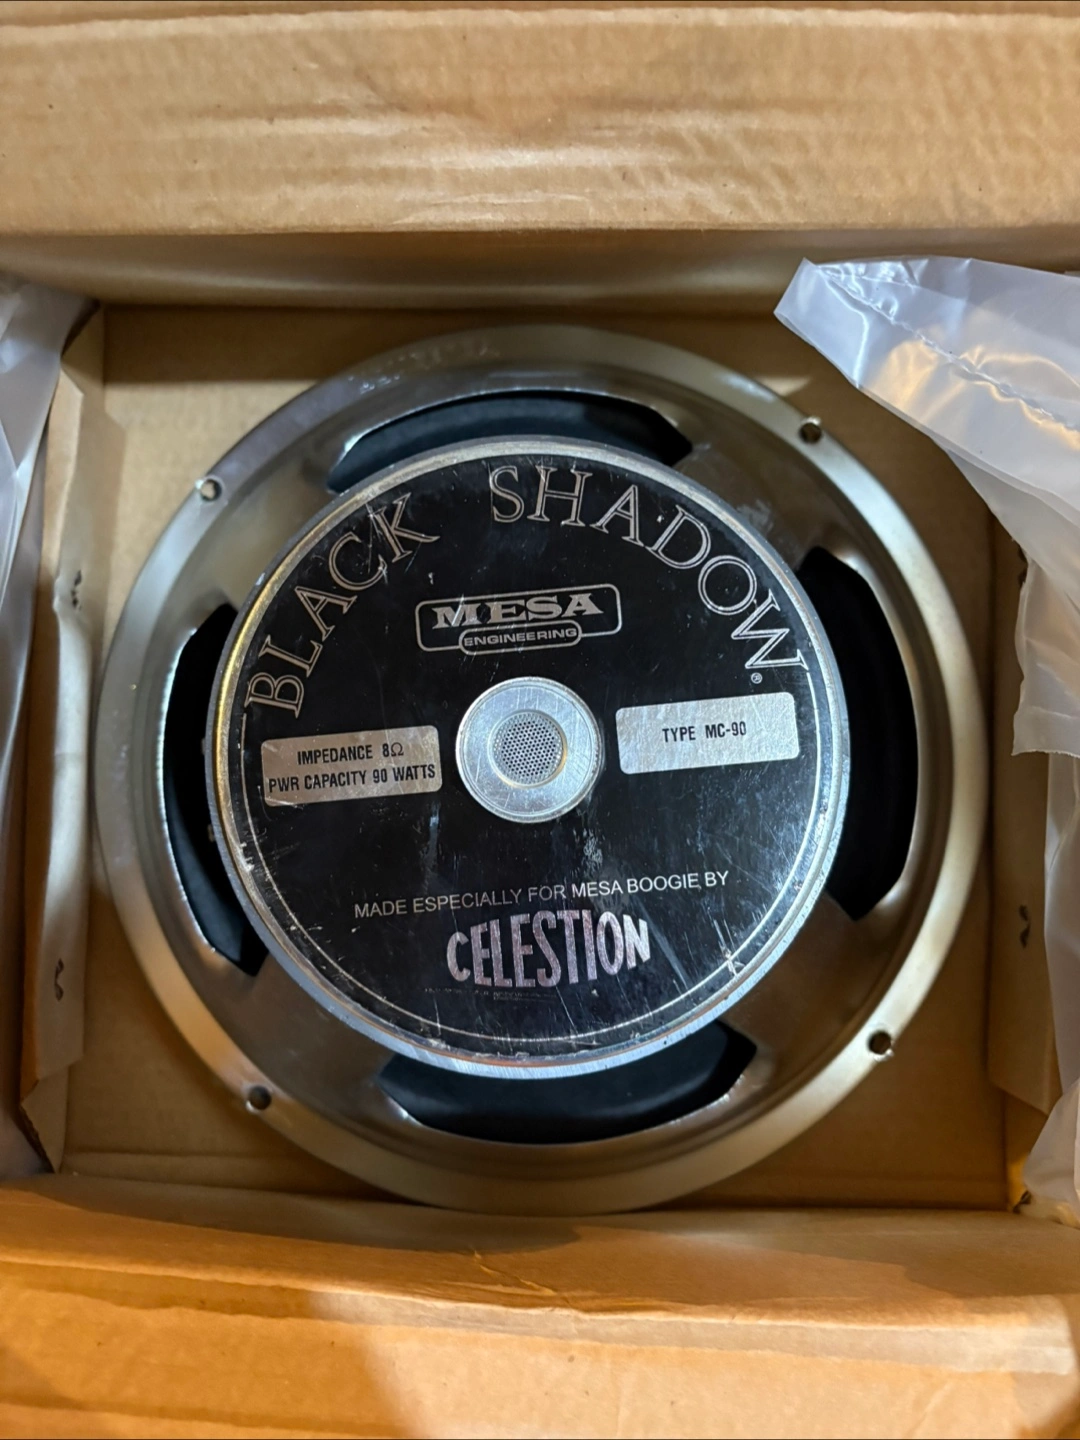 BLACK SHADOW®
MESA
ENGINEERING
IMPEDANCE 8Ω
PWR CAPACITY 90 WATTS
TYPE MC-90
MADE ESPECIALLY FOR MESA BOOGIE BY
CELESTION